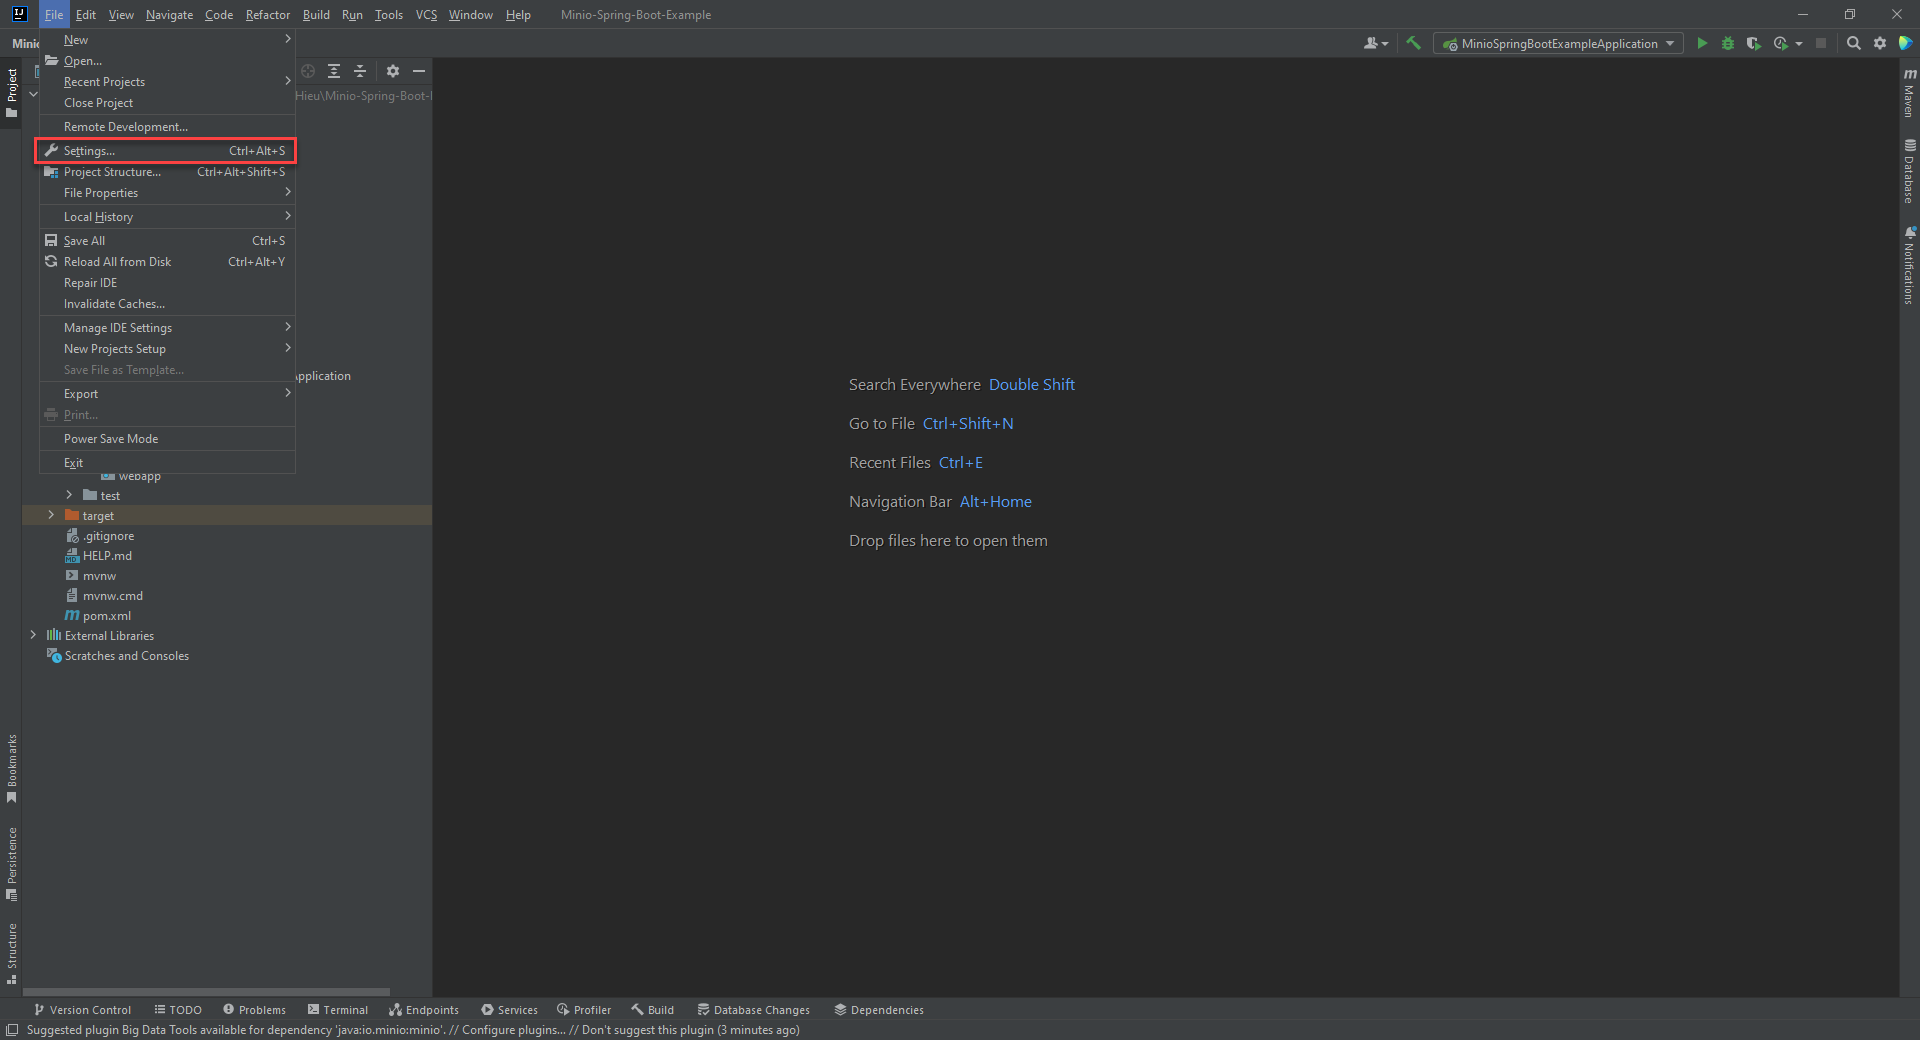 IJ File Edit View Navigate Code Refactor Build Run Tools VCS Window Help Minio-Spring-Boot-Example
MinioSpringBootExampleApplication
New
Open...
Recent Projects
Close Project
Remote Development...
Settings... Ctrl+Alt+S
Project Structure... Ctrl+Alt+Shift+S
File Properties
Local History
Save All Ctrl+S
Reload All from Disk Ctrl+Alt+Y
Repair IDE
Invalidate Caches...
Manage IDE Settings
New Projects Setup
Save File as Template...
Export
Print...
Power Save Mode
Exit
Hieu\Minio-Spring-Boot-
pplication
webapp
test
target
.gitignore
HELP.md
mvnw
mvnw.cmd
pom.xml
External Libraries
Scratches and Consoles
Project
Bookmarks
Persistence
Structure
Search Everywhere Double Shift
Go to File Ctrl+Shift+N
Recent Files Ctrl+E
Navigation Bar Alt+Home
Drop files here to open them
Maven
Database
Notifications
Version Control TODO Problems Terminal Endpoints Services Profiler Build Database Changes Dependencies
Suggested plugin Big Data Tools available for dependency 'java:io.minio:minio'. // Configure plugins... // Don't suggest this plugin (3 minutes ago)